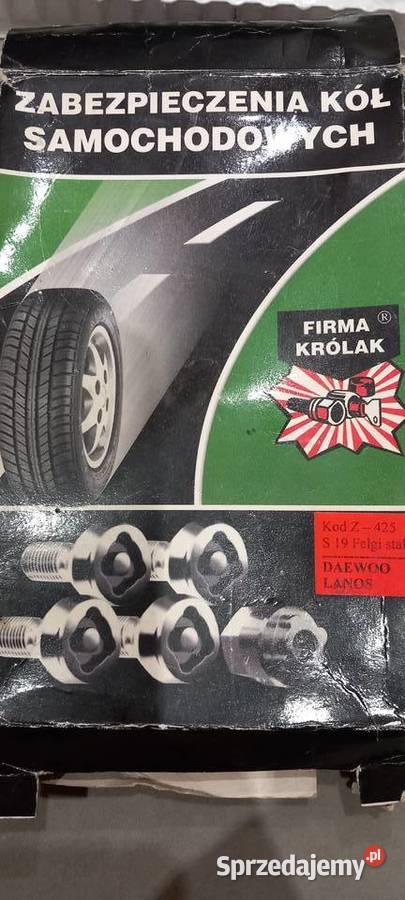 ZABEZPIECZENIA KÓŁ
SAMOCHODOWYCH
FIRMA ®
KRÓLAK
Kod Z – 425
S 19 Felgi stal
DAEWOO
LANOS
Sprzedajemy.pl